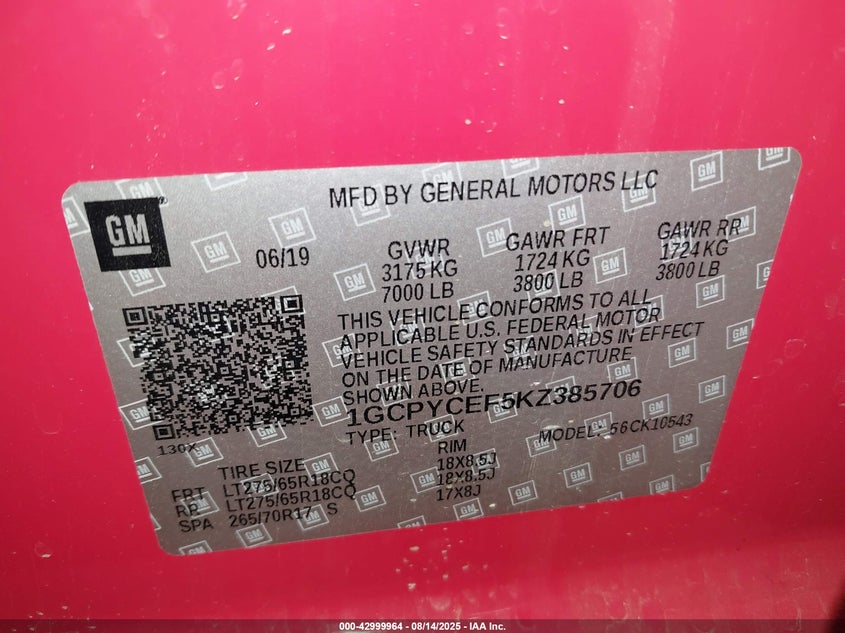 MFD BY GENERAL MOTORS LLC
GM
06/19
GVWR
3175 KG
7000 LB
GAWR FRT
1724 KG
3800 LB
GAWR RR
1724 KG
3800 LB
THIS VEHICLE CONFORMS TO ALL
APPLICABLE U.S. FEDERAL MOTOR
VEHICLE SAFETY STANDARDS IN EFFECT
ON THE DATE OF MANUFACTURE
SHOWN ABOVE.
1GCPYCEF5KZ385706
TYPE: TRUCK
MODEL: 56CK10543
130X
TIRE SIZE
RIM
FRT LT275/65R18CQ 18X8.5J
RR LT275/65R18CQ 18X8.5J
SPA 265/70R17 S 17X8J
000-42999964 - 08/14/2025 - IAA Inc.